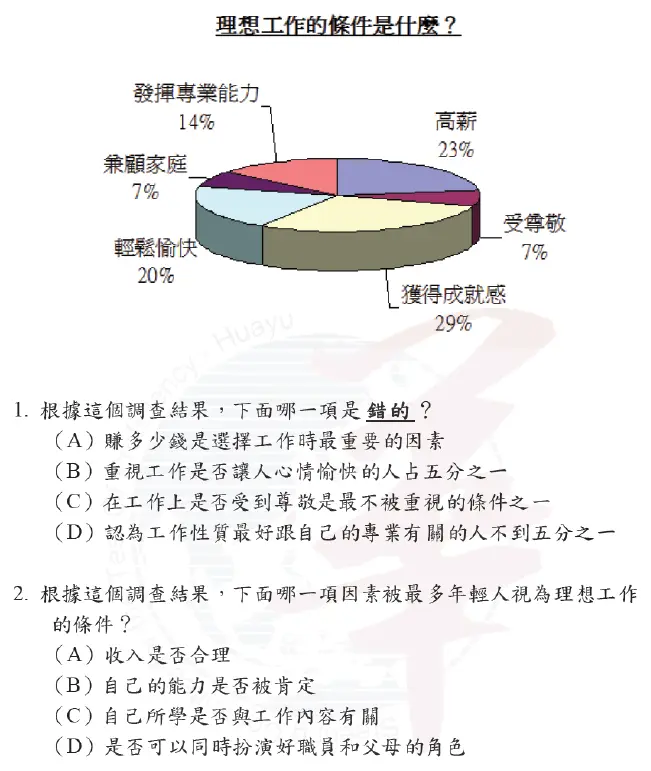 理想工作的條件是什麼？
發揮專業能力
14%
高薪
23%
兼顧家庭
7%
受尊敬
7%
輕鬆愉快
20%
獲得成就感
29%
1. 根據這個調查結果，下面哪一項是錯的？
（A）賺多少錢是選擇工作時最重要的因素
（B）重視工作是否讓人心情愉快的人占五分之一
（C）在工作上是否受到尊敬是最不被重視的條件之一
（D）認為工作性質最好跟自己的專業有關的人不到五分之一
2. 根據這個調查結果，下面哪一項因素被最多年輕人視為理想工作
的條件？
（A）收入是否合理
（B）自己的能力是否被肯定
（C）自己所學是否與工作內容有關
（D）是否可以同時扮演好職員和父母的角色